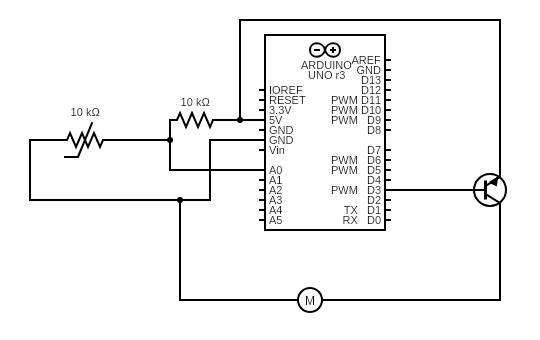 ARDUINO
UNO r3
AREF
GND
D13
IOREF D12
RESET PWM D11
3.3V PWM D10
5V PWM D9
GND D8
GND
Vin D7
PWM D6
A0 PWM D5
A1 D4
A2 PWM D3
A3 D2
A4 TX D1
A5 RX D0
10 kΩ
10 kΩ
M